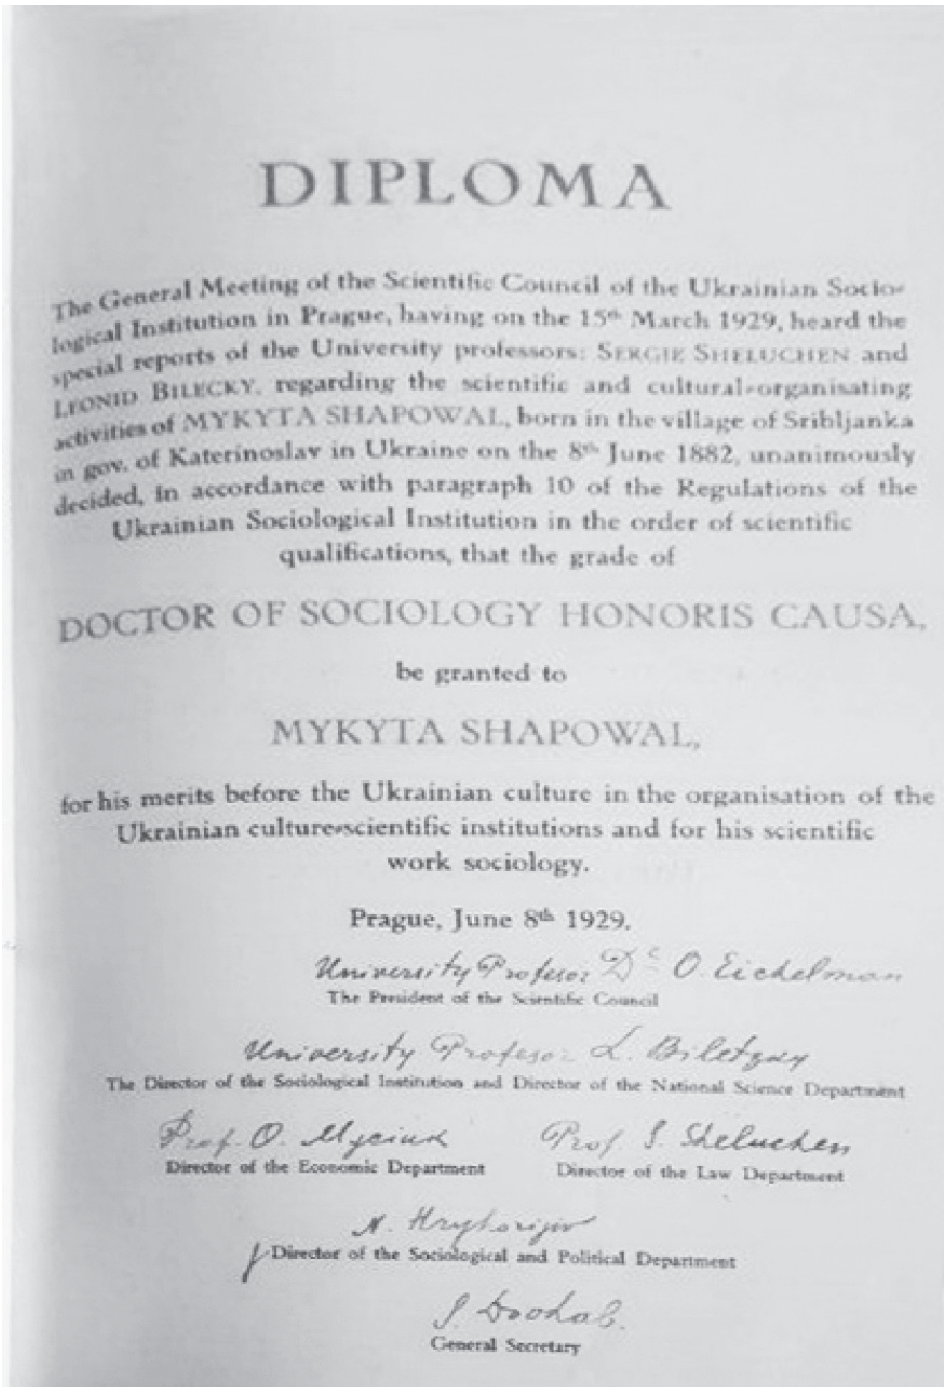 DIPLOMA
The General Meeting of the Scientific Council of the Ukrainian Socio-
logical Institution in Prague, having on the 15th March 1929, heard the
special reports of the University professors: SERGIE SHELUCHEN and
LEONID BILECKY, regarding the scientific and cultural-organisating
activities of MYKYTA SHAPOWAL, born in the village of Sribljanka
in gov. of Katerinoslav in Ukraine on the 8th June 1882, unanimously
decided, in accordance with paragraph 10 of the Regulations of the
Ukrainian Sociological Institution in the order of scientific
qualifications, that the grade of
DOCTOR OF SOCIOLOGY HONORIS CAUSA,
be granted to
MYKYTA SHAPOWAL,
for his merits before the Ukrainian culture in the organisation of the
Ukrainian culture-scientific institutions and for his scientific
work sociology.
Prague, June 8th 1929.
University Profesor Dr O. Eichelman
The President of the Scientific Council
University Profesor L. Biletzky
The Director of the Sociological Institution and Director of the National Science Department
Prof. O. Myciuk Prof. S. Sheluchen
Director of the Economic Department Director of the Law Department
N. Hryhorijiv
Director of the Sociological and Political Department
General Secretary